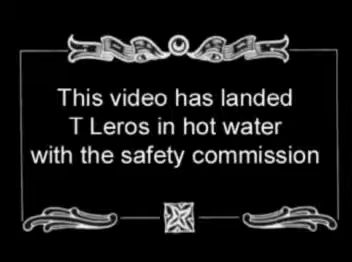 This video has landed
T Leros in hot water
with the safety commission